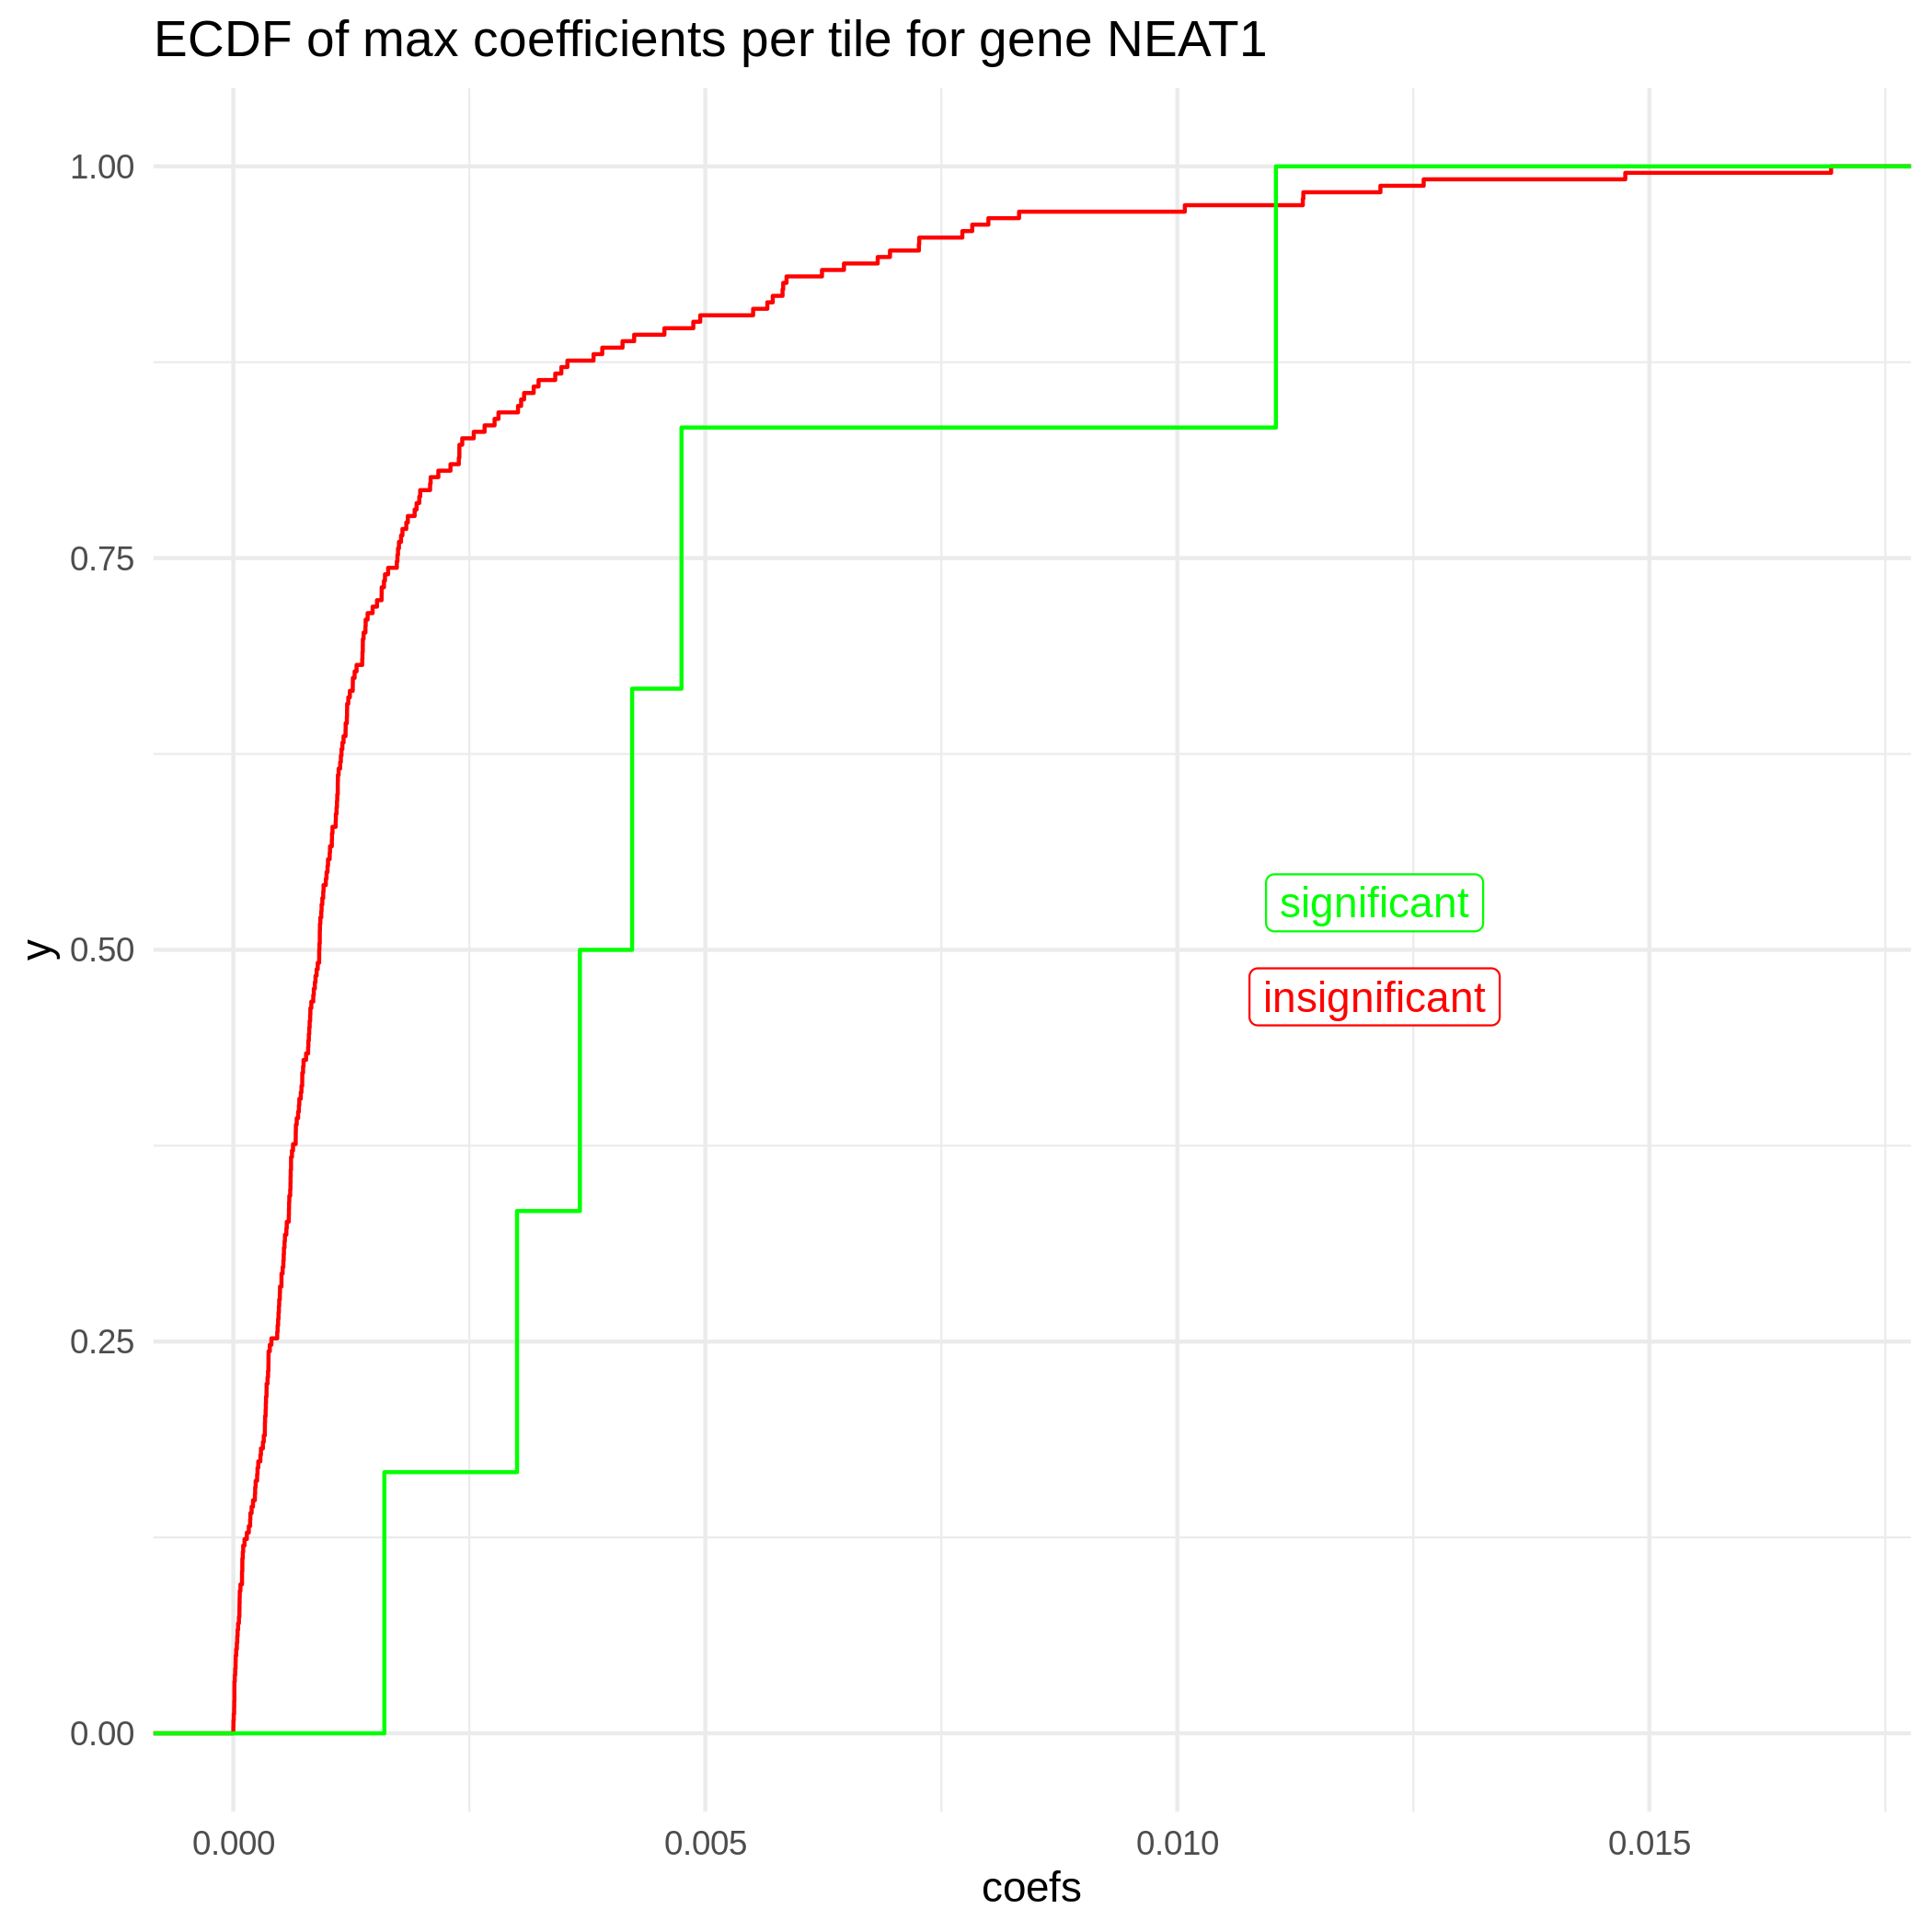 ECDF of max coefficients per tile for gene NEAT1
1.00
0.75
0.50
0.25
0.00
y
significant
insignificant
0.000 0.005 0.010 0.015
coefs